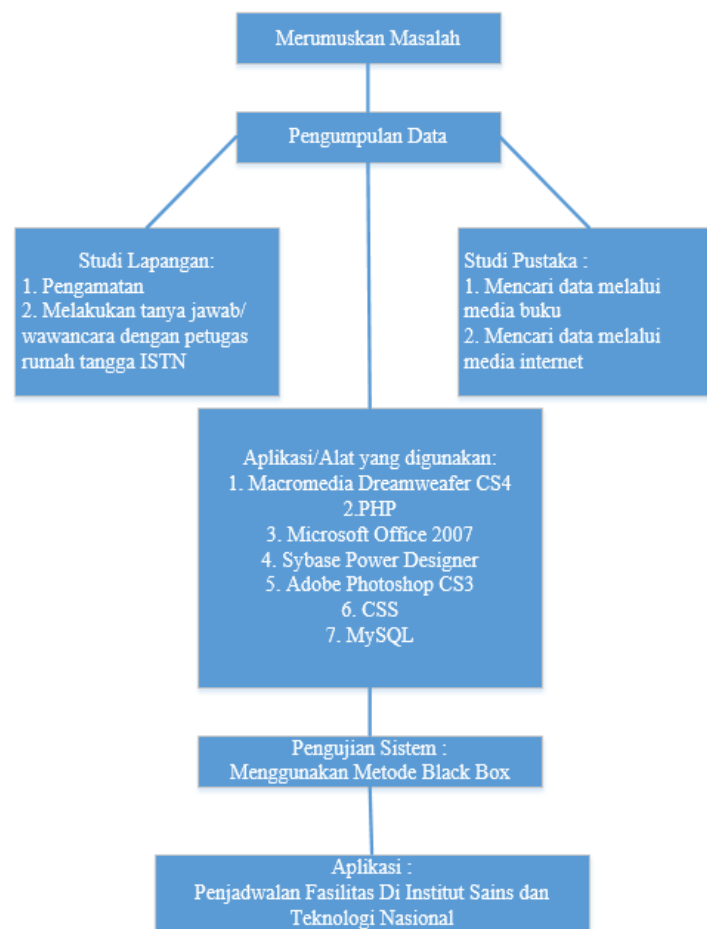 Merumuskan Masalah
Pengumpulan Data
Studi Lapangan:
1. Pengamatan
2. Melakukan tanya jawab/
wawancara dengan petugas
rumah tangga ISTN
Studi Pustaka :
1. Mencari data melalui
media buku
2. Mencari data melalui
media internet
Aplikasi/Alat yang digunakan:
1. Macromedia Dreamweafer CS4
2.PHP
3. Microsoft Office 2007
4. Sybase Power Designer
5. Adobe Photoshop CS3
6. CSS
7. MySQL
Pengujian Sistem :
Menggunakan Metode Black Box
Aplikasi :
Penjadwalan Fasilitas Di Institut Sains dan
Teknologi Nasional